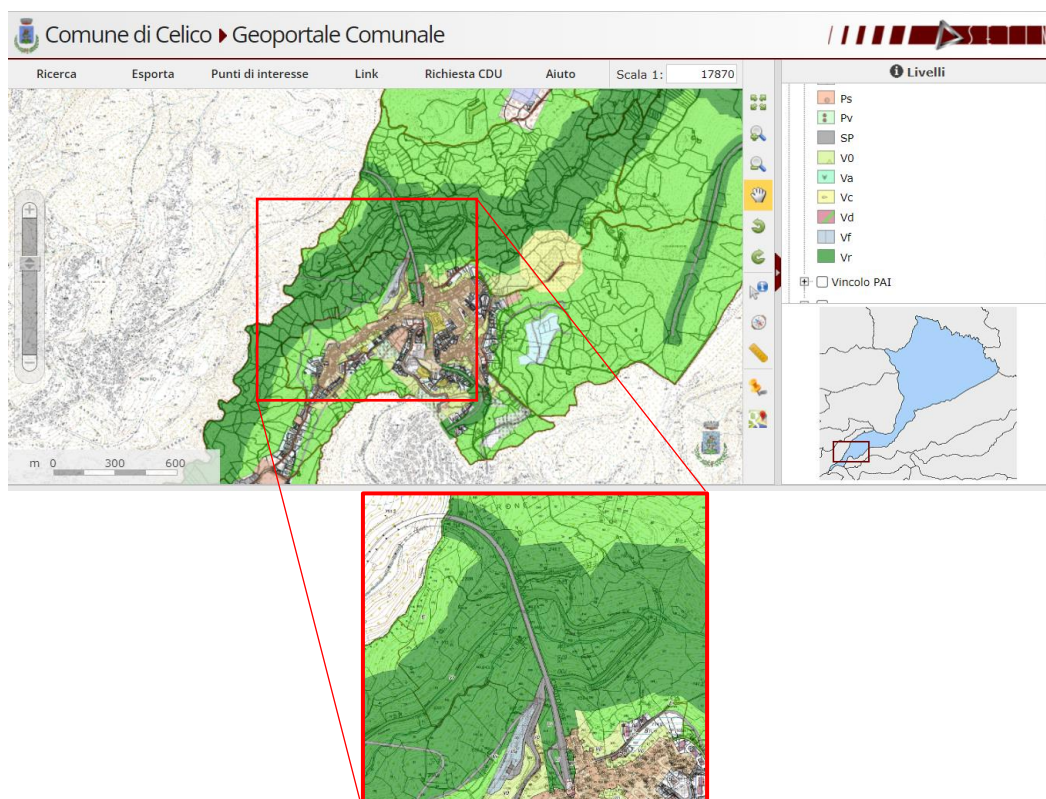 Comune di Celico Geoportale Comunale
Ricerca Esporta Punti di interesse Link Richiesta CDU Aiuto Scala 1: 17870
Livelli
Ps
Pv
SP
V0
Va
Vc
Vd
Vf
Vr
Vincolo PAI
m 0 300 600